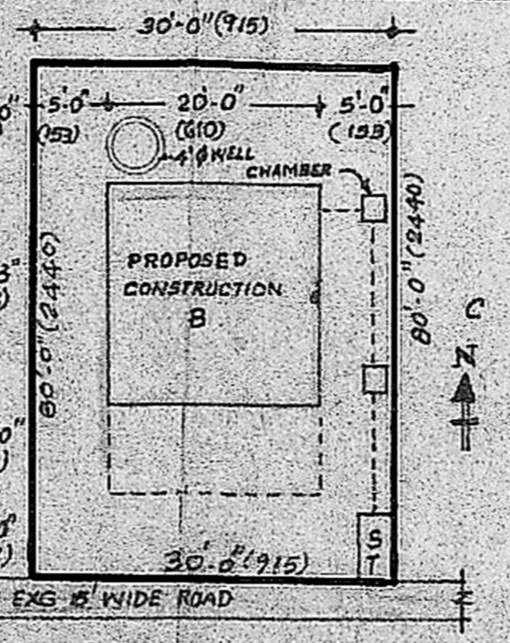 30'-0"(915)
5'-0" 20'-0" 5'-0"
(153) (610) (153)
4'Ø WELL
CHAMBER
80'-0"(2440)
PROPOSED
CONSTRUCTION
B
80'-0"(2440)
C
N
S
T
30'-0"(915)
EXG 15' WIDE ROAD